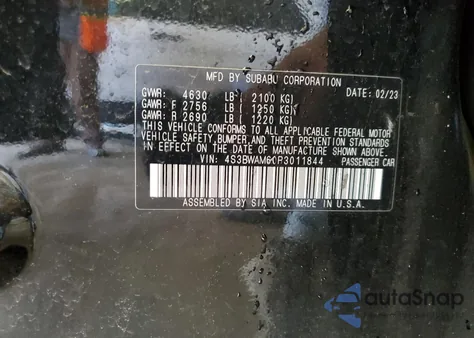 MFD BY SUBARU CORPORATION
GVWR: 4630 LB ( 2100 KG) DATE: 02/23
GAWR: F 2756 LB ( 1250 KG)
GAWR: R 2690 LB ( 1220 KG)
THIS VEHICLE CONFORMS TO ALL APPLICABLE FEDERAL MOTOR
VEHICLE SAFETY, BUMPER, AND THEFT PREVENTION STANDARDS
IN EFFECT ON THE DATE OF MANUFACTURE SHOWN ABOVE.
VIN: 4S3BWAM60P3011844 PASSENGER CAR
ASSEMBLED BY SIA INC. MADE IN U.S.A.
autoSnap